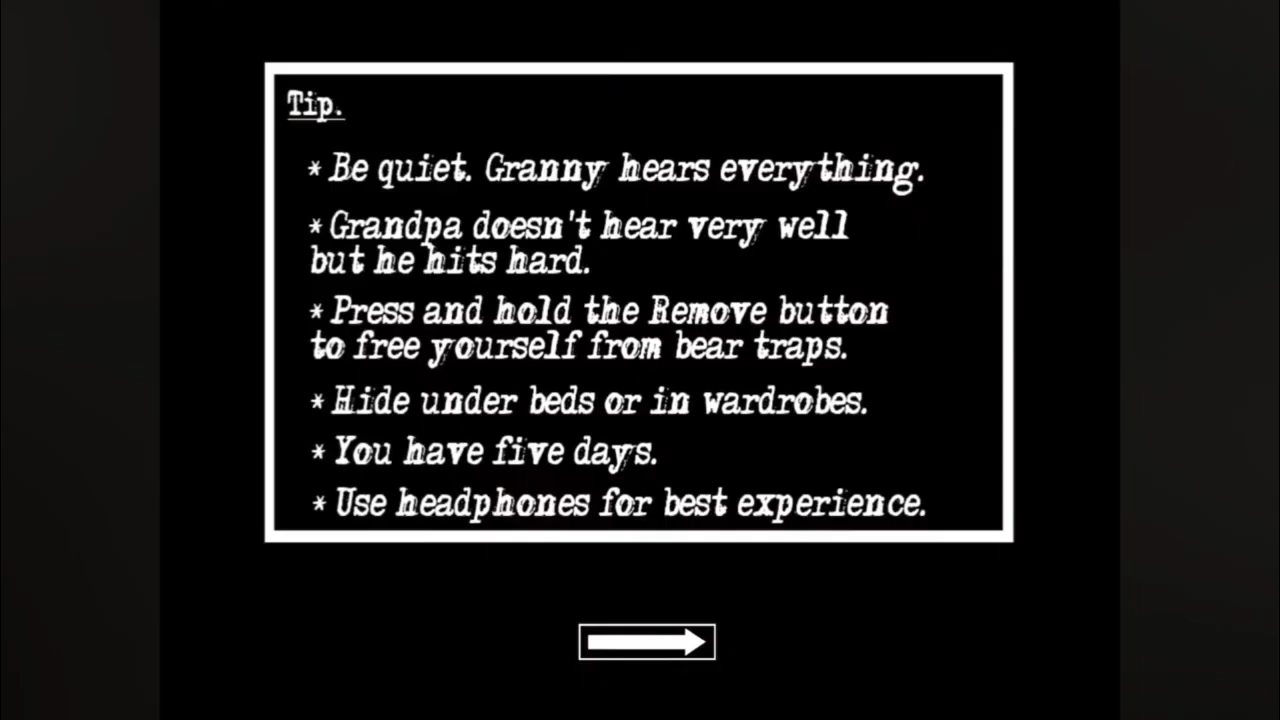 Tip.
* Be quiet. Granny hears everything.
* Grandpa doesn't hear very well
but he hits hard.
* Press and hold the Remove button
to free yourself from bear traps.
* Hide under beds or in wardrobes.
* You have five days.
* Use headphones for best experience.